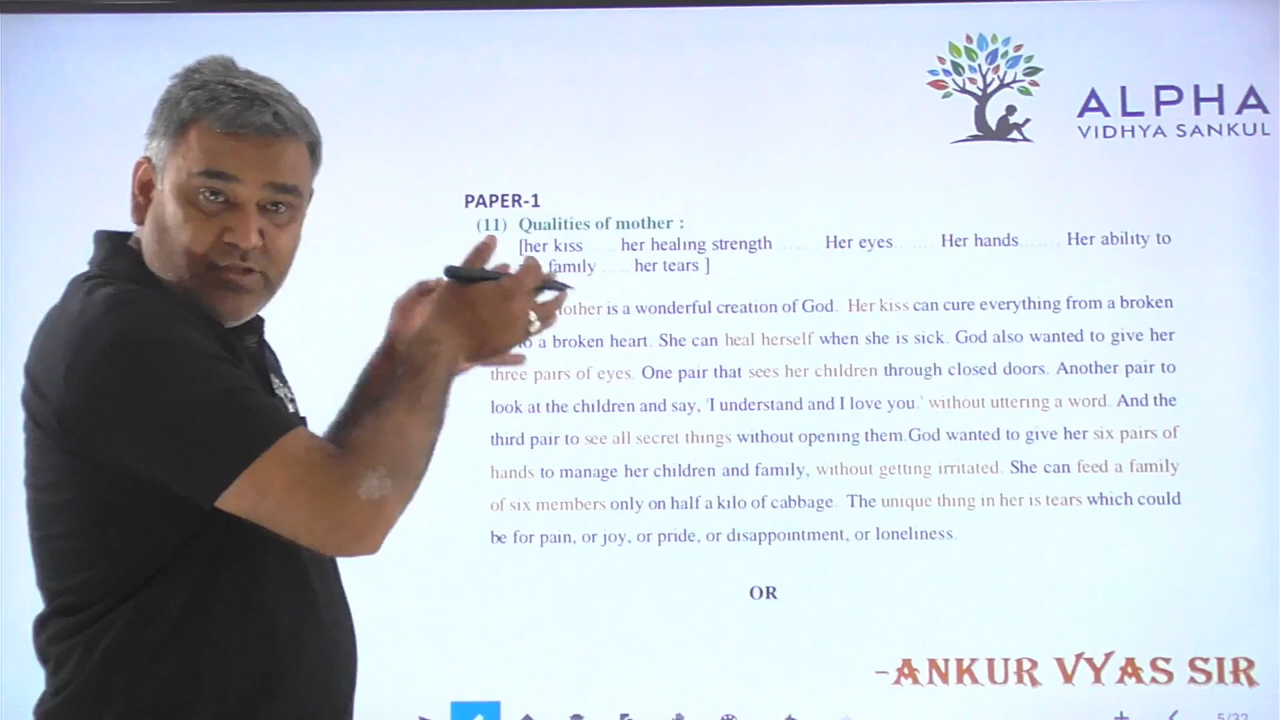 ALPHA
VIDHYA SANKUL
PAPER-1
(11) Qualities of mother :
[her kiss ..... her healing strength ...... Her eyes ...... Her hands ....... Her ability to
family ..... her tears ]
other is a wonderful creation of God. Her kiss can cure everything from a broken
a broken heart. She can heal herself when she is sick. God also wanted to give her
three pairs of eyes. One pair that sees her children through closed doors. Another pair to
look at the children and say, 'I understand and I love you.' without uttering a word. And the
third pair to see all secret things without opening them.God wanted to give her six pairs of
hands to manage her children and family, without getting irritated. She can feed a family
of six members only on half a kilo of cabbage. The unique thing in her is tears which could
be for pain, or joy, or pride, or disappointment, or loneliness.
OR
-ANKUR VYAS SIR
5/22